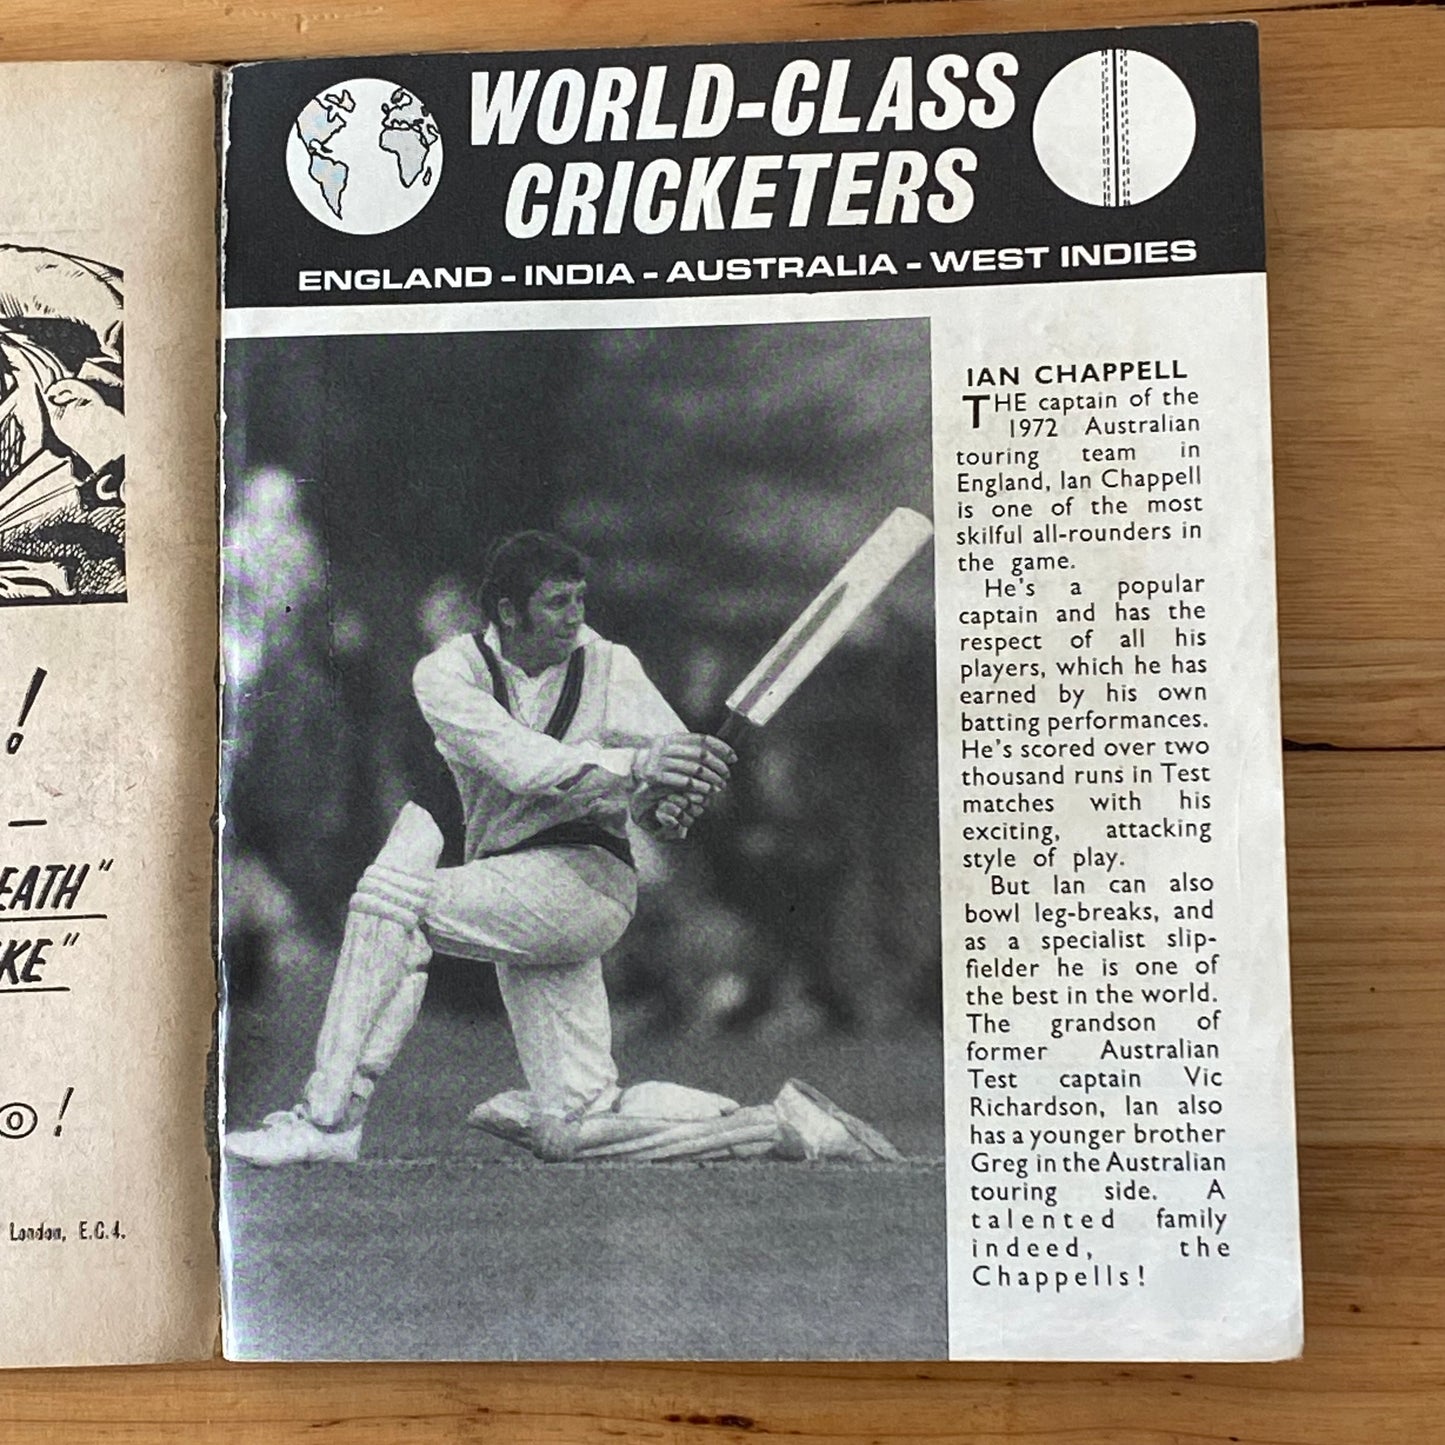 !
—
EATH"
KE"
!
London, E.C.4.
WORLD-CLASS
CRICKETERS
ENGLAND - INDIA - AUSTRALIA - WEST INDIES
IAN CHAPPELL
THE captain of the
1972 Australian
touring team in
England, Ian Chappell
is one of the most
skilful all-rounders in
the game.
He's a popular
captain and has the
respect of all his
players, which he has
earned by his own
batting performances.
He's scored over two
thousand runs in Test
matches with his
exciting, attacking
style of play.
But Ian can also
bowl leg-breaks, and
as a specialist slip-
fielder he is one of
the best in the world.
The grandson of
former Australian
Test captain Vic
Richardson, Ian also
has a younger brother
Greg in the Australian
touring side. A
talented family
indeed, the
Chappells!